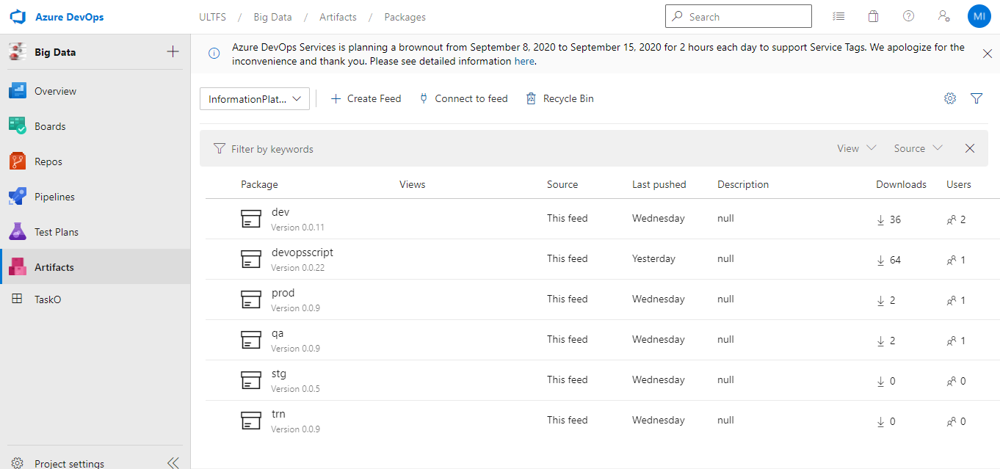 Azure DevOps
ULTFS / Big Data / Artifacts / Packages
Search
MI
Big Data
Azure DevOps Services is planning a brownout from September 8, 2020 to September 15, 2020 for 2 hours each day to support Service Tags. We apologize for the
inconvenience and thank you. Please see detailed information here.
Overview
Boards
Repos
Pipelines
Test Plans
Artifacts
TaskO
Project settings
InformationPlat... Create Feed Connect to feed Recycle Bin
Filter by keywords View Source
Package Views Source Last pushed Description Downloads Users
dev This feed Wednesday null 36 2
Version 0.0.11
devopsscript This feed Yesterday null 64 1
Version 0.0.22
prod This feed Wednesday null 2 1
Version 0.0.9
qa This feed Wednesday null 2 1
Version 0.0.9
stg This feed Wednesday null 0 0
Version 0.0.5
trn This feed Wednesday null 0 0
Version 0.0.9